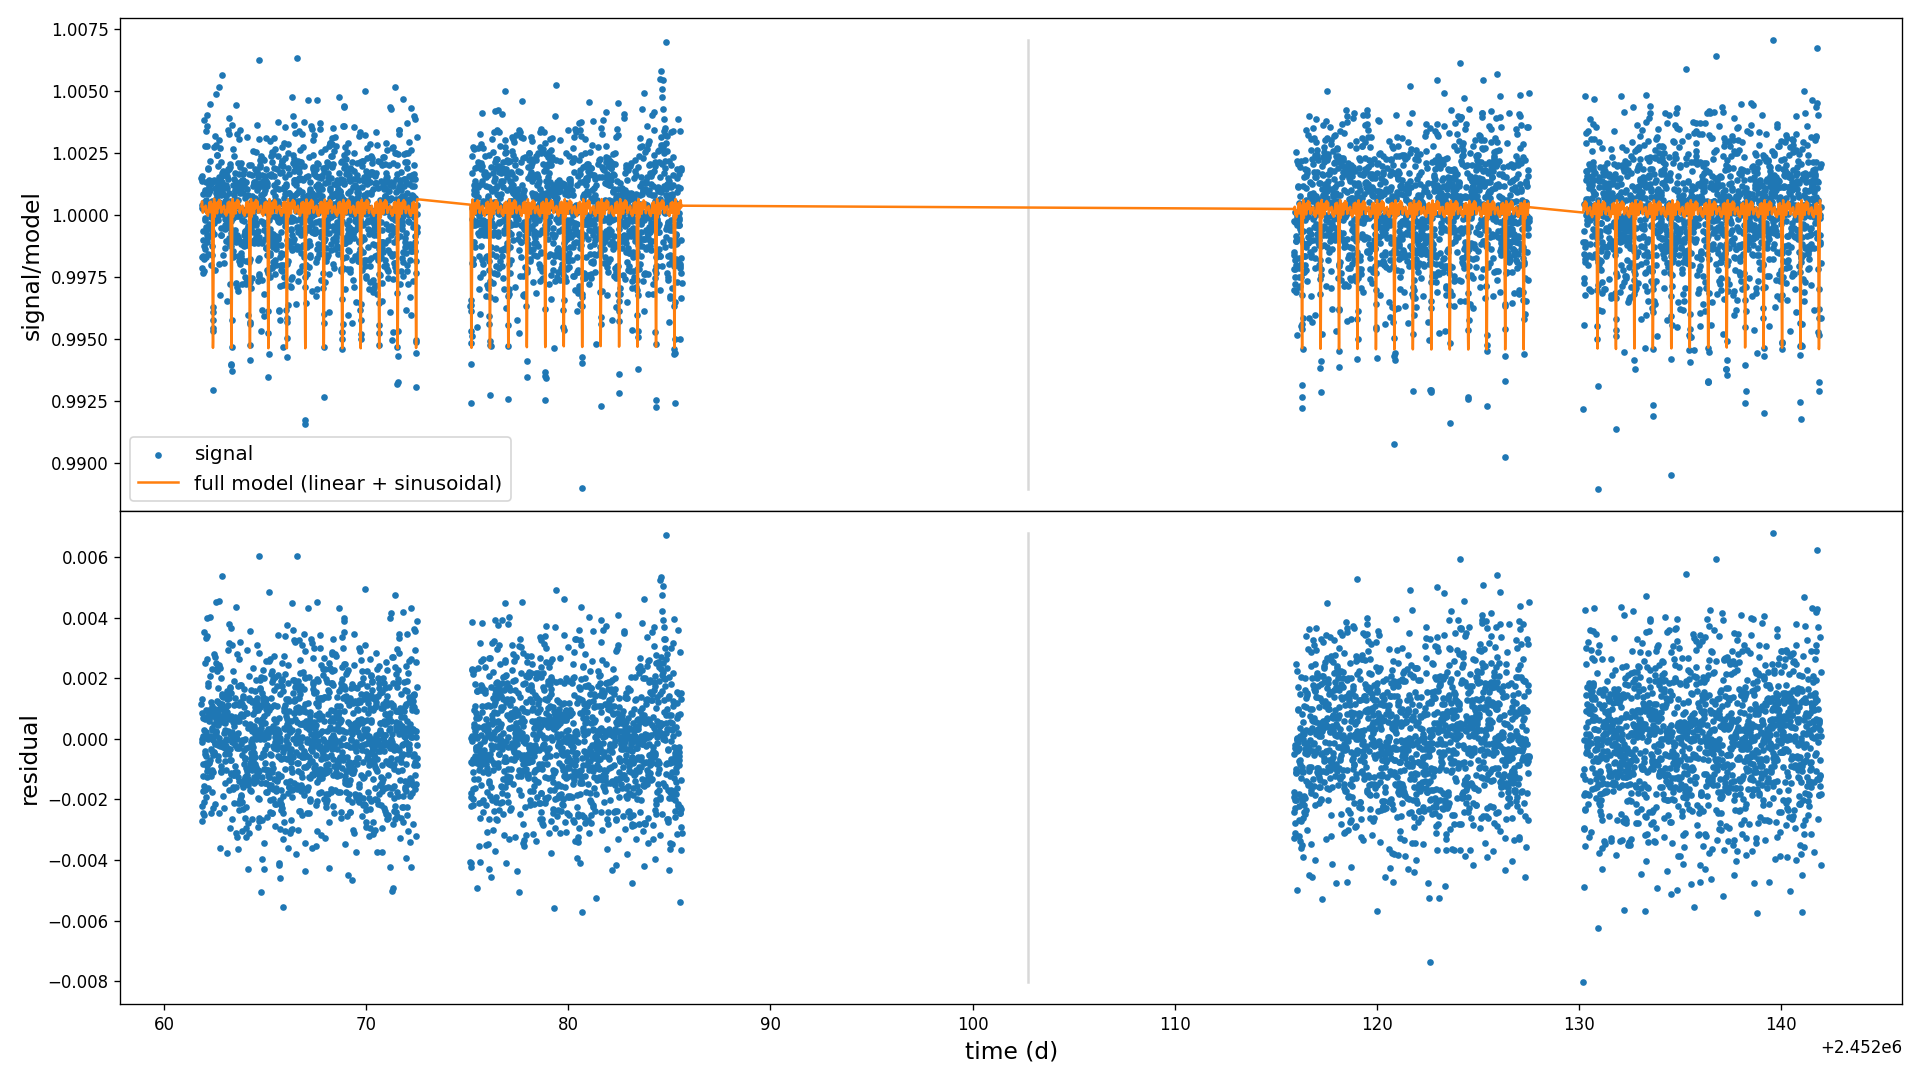 1.0075
1.0050
1.0025
1.0000
0.9975
0.9950
0.9925
0.9900
signal/model
signal
full model (linear + sinusoidal)
0.006
0.004
0.002
0.000
−0.002
−0.004
−0.006
−0.008
residual
60 70 80 90 100 110 120 130 140
time (d)
+2.452e6